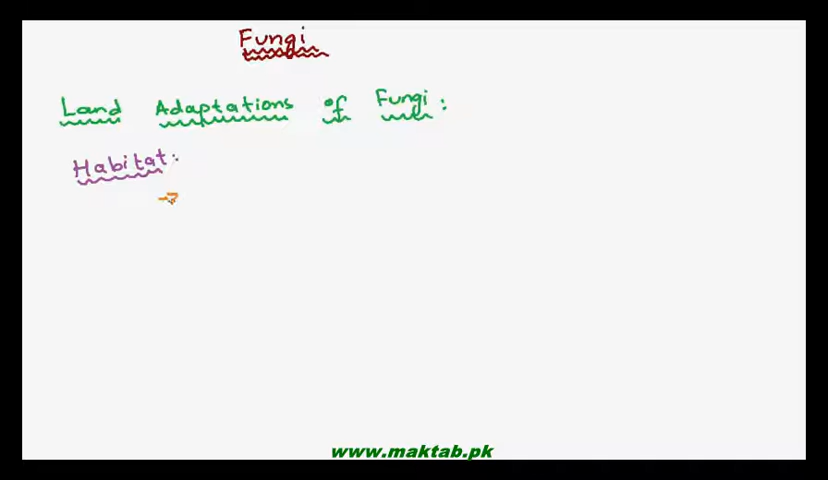 Fungi
Land Adaptations of Fungi:
Habitat:
→
www.maktab.pk